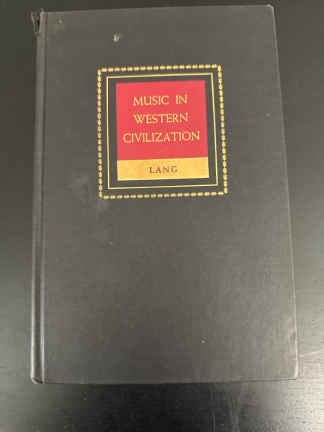 MUSIC IN
WESTERN
CIVILIZATION
LANG